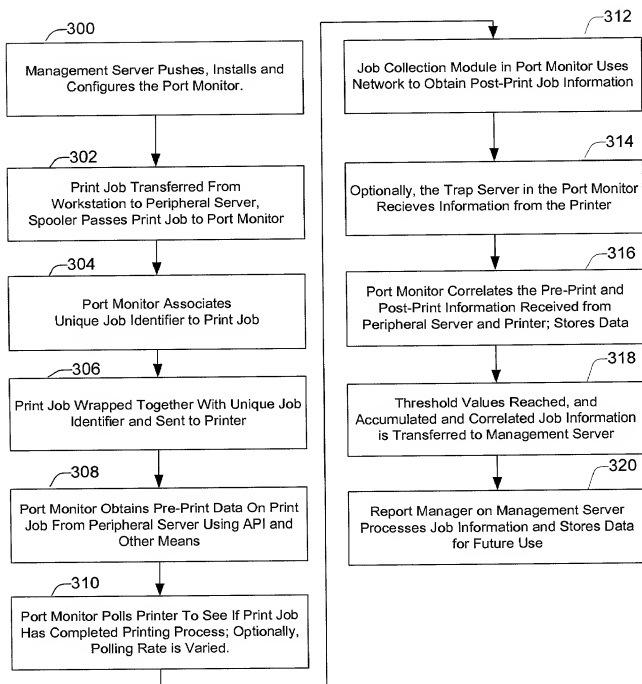 300
Management Server Pushes, Installs and
Configures the Port Monitor.
302
Print Job Transferred From
Workstation to Peripheral Server,
Spooler Passes Print Job to Port Monitor
304
Port Monitor Associates
Unique Job Identifier to Print Job
306
Print Job Wrapped Together With Unique Job
Identifier and Sent to Printer
308
Port Monitor Obtains Pre-Print Data On Print
Job From Peripheral Server Using API and
Other Means
310
Port Monitor Polls Printer To See If Print Job
Has Completed Printing Process; Optionally,
Polling Rate is Varied.
312
Job Collection Module in Port Monitor Uses
Network to Obtain Post-Print Job Information
314
Optionally, the Trap Server in the Port Monitor
Recieves Information from the Printer
316
Port Monitor Correlates the Pre-Print and
Post-Print Information Received from
Peripheral Server and Printer; Stores Data
318
Threshold Values Reached, and
Accumulated and Correlated Job Information
is Transferred to Management Server
320
Report Manager on Management Server
Processes Job Information and Stores Data
for Future Use